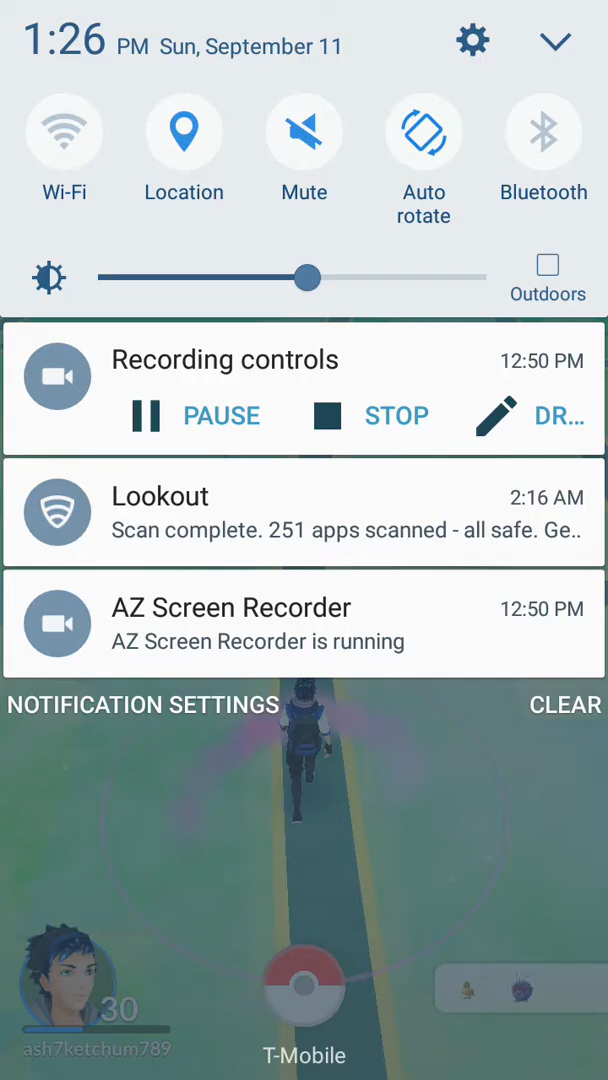 1:26 PM Sun, September 11
Wi-Fi
Location
Mute
Auto
rotate
Bluetooth
Outdoors
Recording controls 12:50 PM
PAUSE STOP DR...
Lookout 2:16 AM
Scan complete. 251 apps scanned - all safe. Ge..
AZ Screen Recorder 12:50 PM
AZ Screen Recorder is running
NOTIFICATION SETTINGS CLEAR
30
ash7ketchum789
T-Mobile